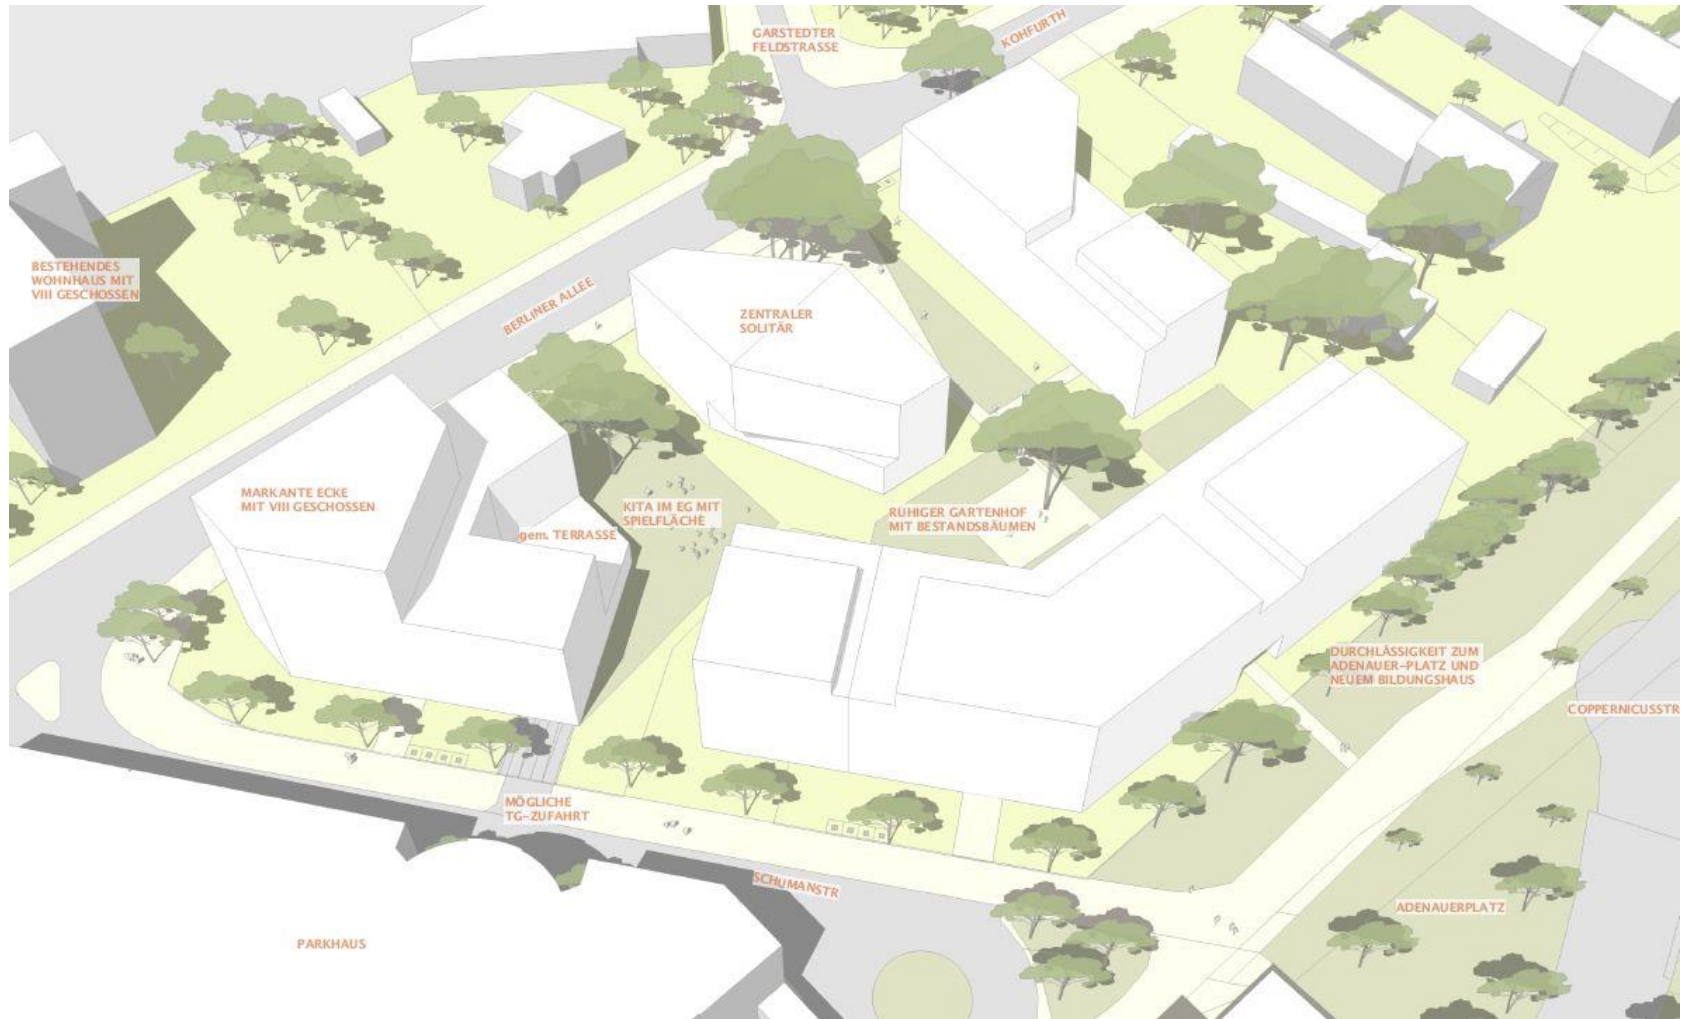 GARSTEDTER
FELDSTRASSE
KOHFURTH
BESTEHENDES
WOHNHAUS MIT
VIII GESCHOSSEN
BERLINER ALLEE
ZENTRALER
SOLITÄR
MARKANTE ECKE
MIT VIII GESCHOSSEN
gem. TERRASSE
KITA IM EG MIT
SPIELFLÄCHE
RUHIGER GARTENHOF
MIT BESTANDSBÄUMEN
DURCHLÄSSIGKEIT ZUM
ADENAUER-PLATZ UND
NEUEM BILDUNGSHAUS
COPPERNICUSSTR
MÖGLICHE
TG-ZUFAHRT
SCHUMANSTR
ADENAUERPLATZ
PARKHAUS